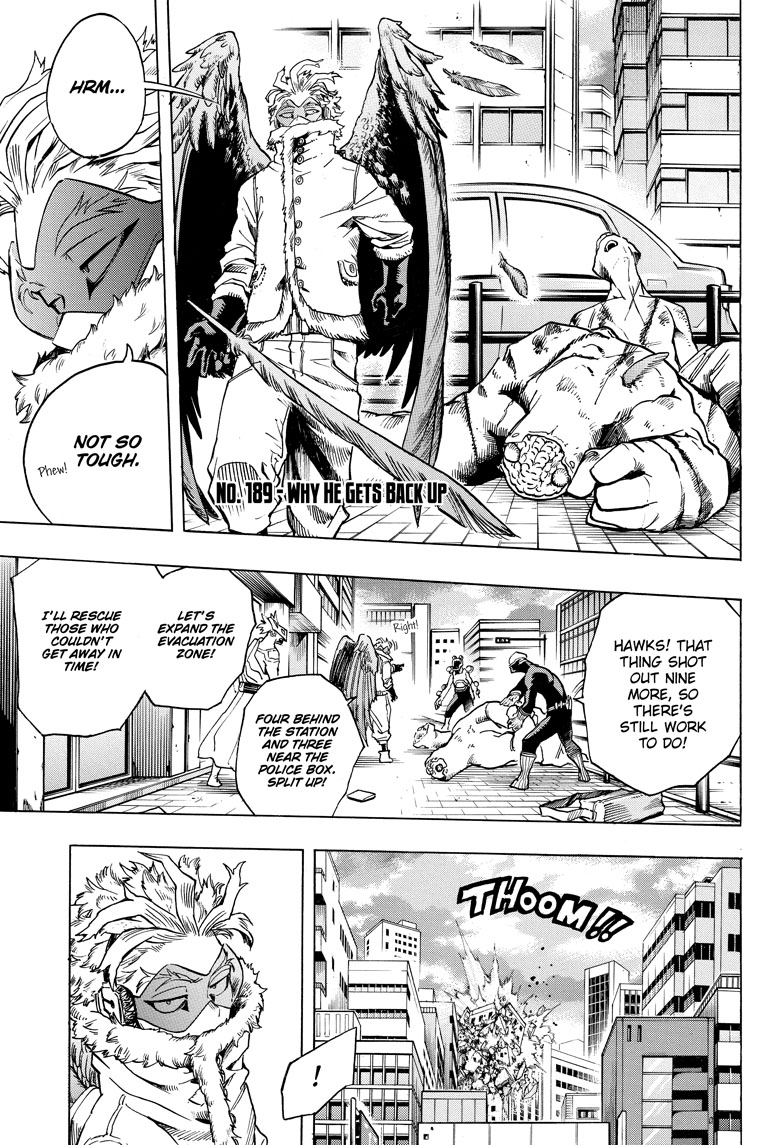 HRM...
NOT SO
TOUGH.
Phew!
No. 189 - WHY HE GETS BACK UP
HAWKS! THAT
THING SHOT
OUT NINE
MORE, SO
THERE'S
STILL WORK
TO DO!
Right!
FOUR BEHIND
THE STATION
AND THREE
NEAR THE
POLICE BOX.
SPLIT UP!
LET'S
EXPAND THE
EVACUATION
ZONE!
I'LL RESCUE
THOSE WHO
COULDN'T
GET AWAY IN
TIME!
THOOM!!
!